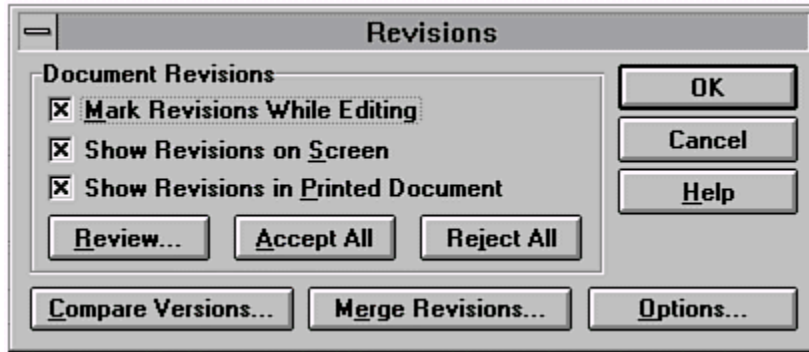 Revisions
Document Revisions
Mark Revisions While Editing
Show Revisions on Screen
Show Revisions in Printed Document
Review...
Accept All
Reject All
OK
Cancel
Help
Compare Versions...
Merge Revisions...
Options...